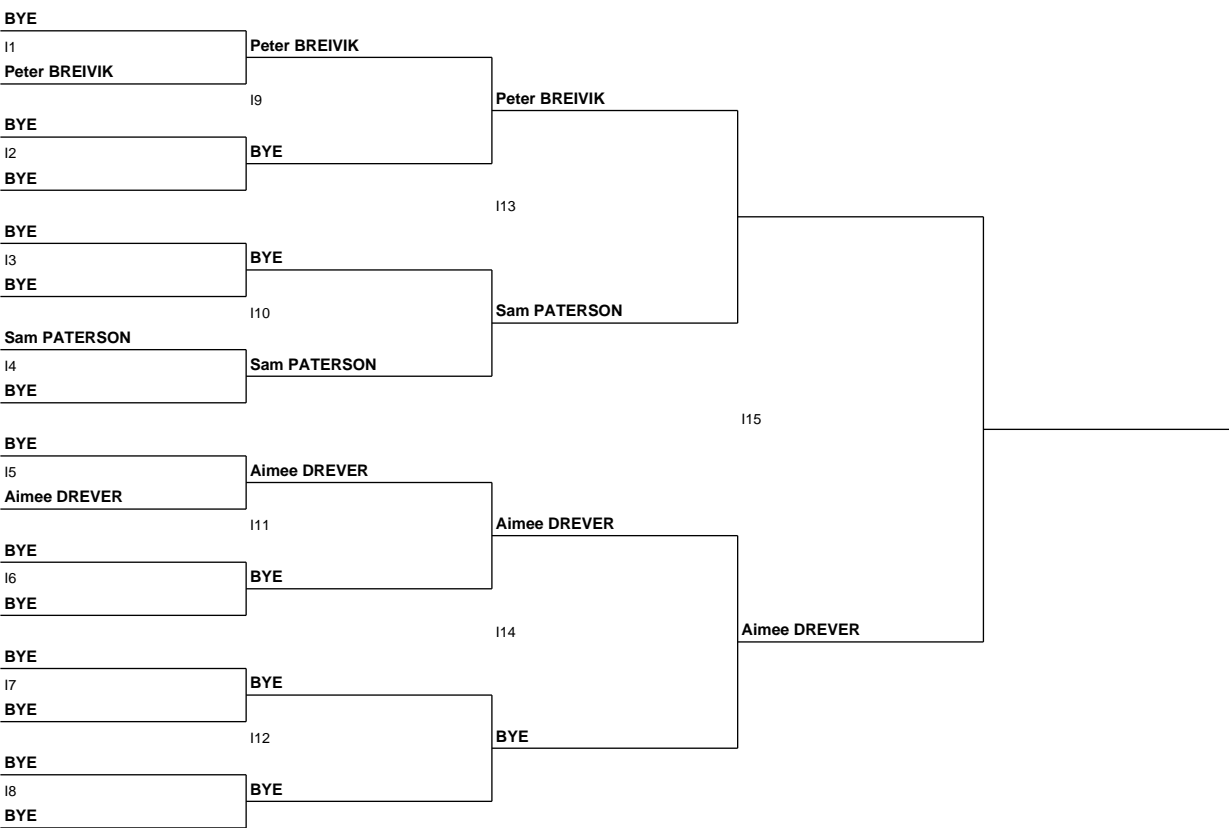 BYE
I1
Peter BREIVIK
Peter BREIVIK
I9
Peter BREIVIK
BYE
I2
BYE
BYE
I13
BYE
I3
BYE
BYE
I10
Sam PATERSON
Sam PATERSON
I4
Sam PATERSON
BYE
I15
BYE
I5
Aimee DREVER
Aimee DREVER
I11
Aimee DREVER
BYE
I6
BYE
BYE
I14
Aimee DREVER
BYE
I7
BYE
BYE
I12
BYE
BYE
I8
BYE
BYE